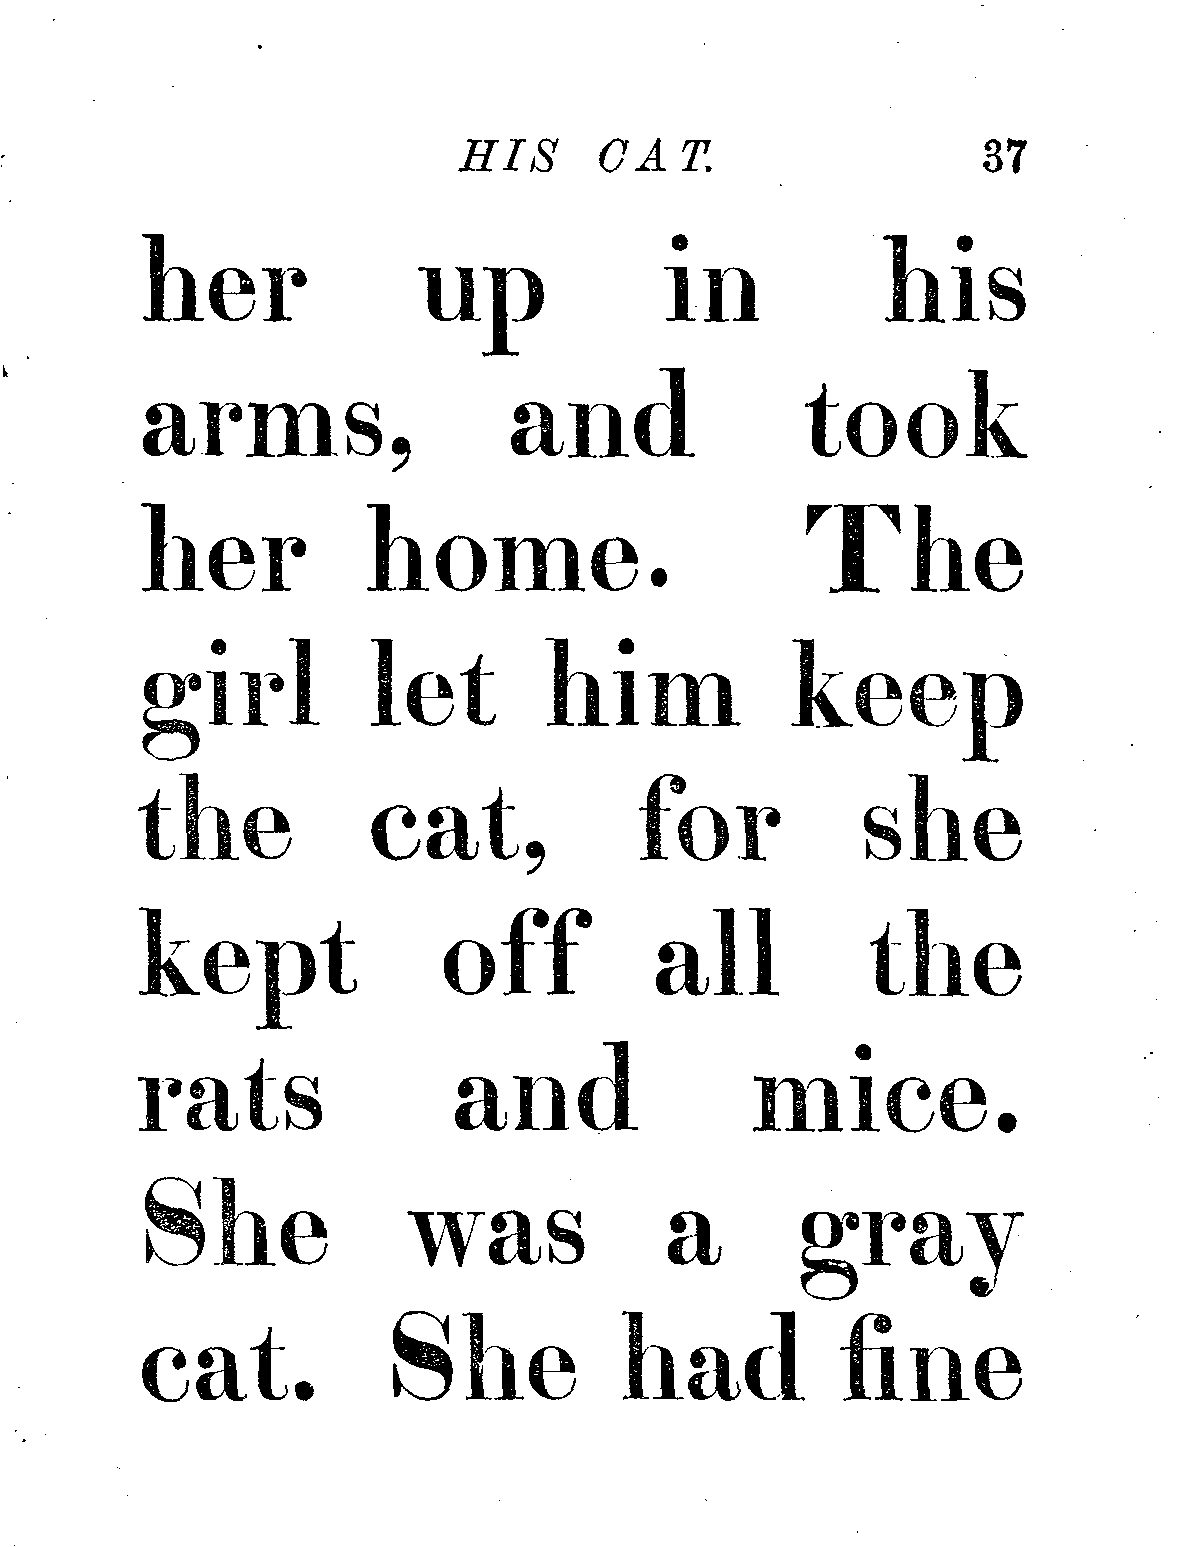 HIS CAT. 37
her up in his
arms, and took
her home. The
girl let him keep
the cat, for she
kept off all the
rats and mice.
She was a gray
cat. She had fine